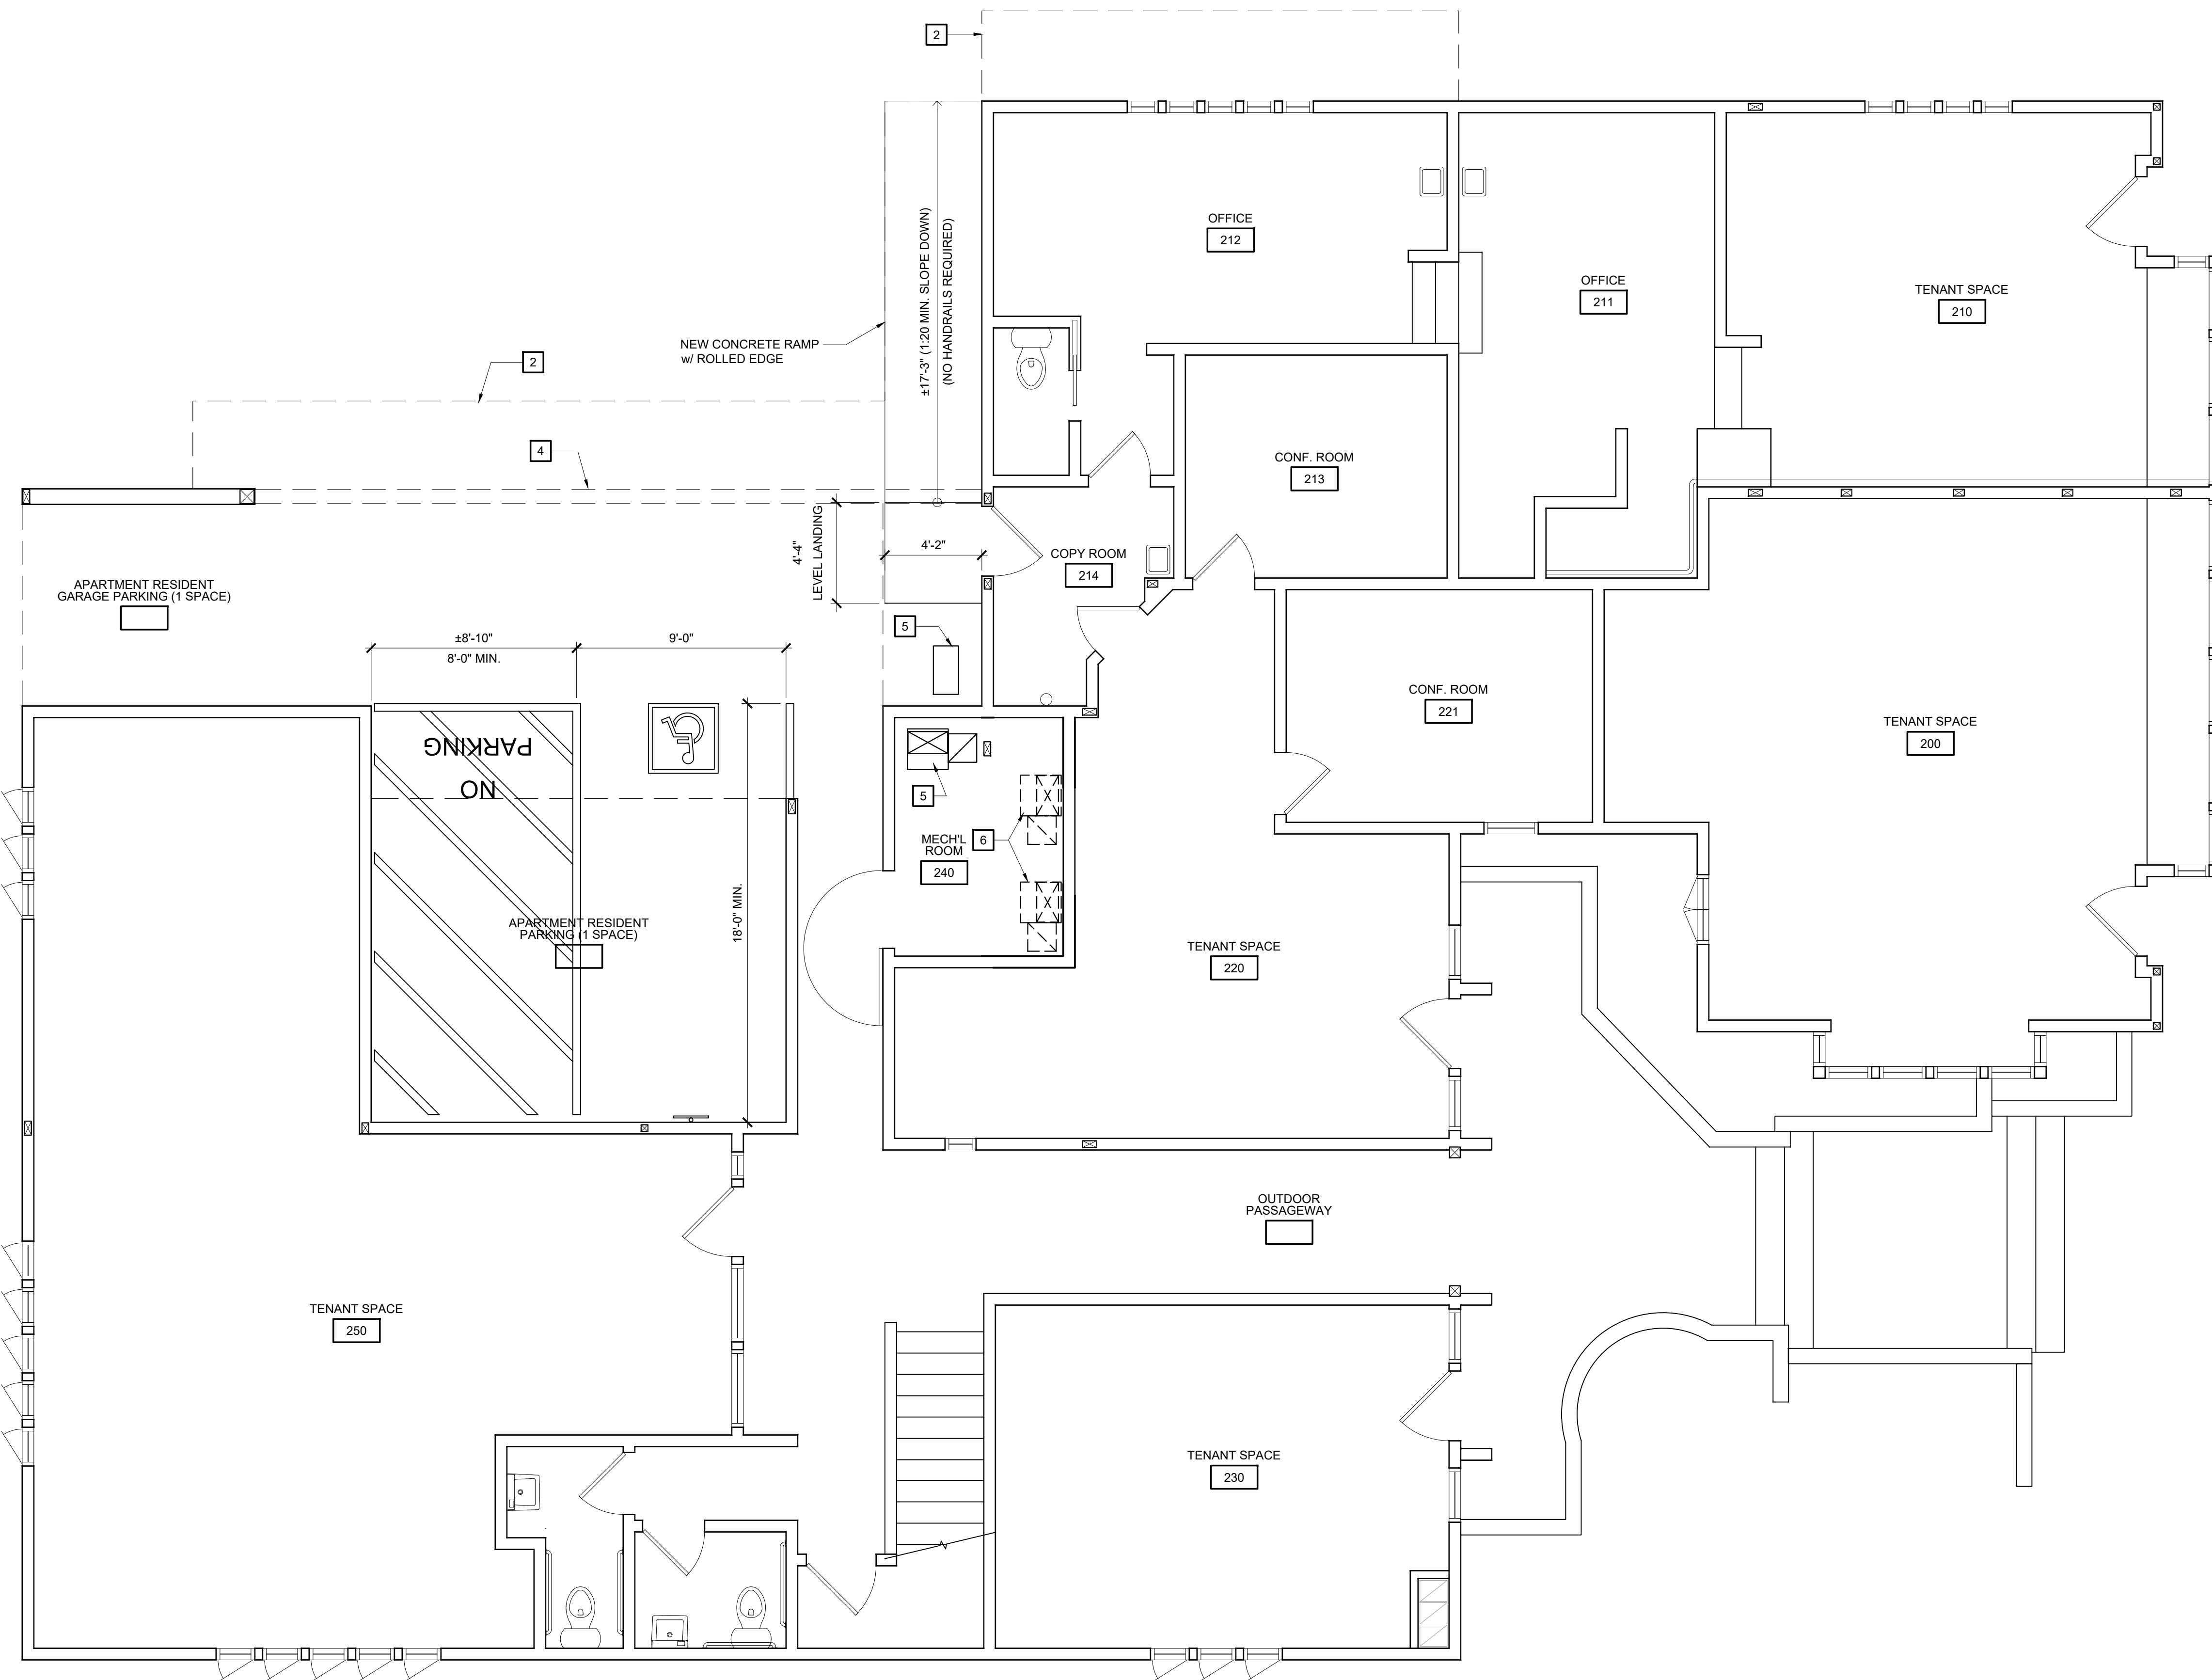 2
±17'-3" (1:20 MIN. SLOPE DOWN)
(NO HANDRAILS REQUIRED)
OFFICE
212
OFFICE
211
TENANT SPACE
210
NEW CONCRETE RAMP
w/ ROLLED EDGE
2
4
CONF. ROOM
213
4'-4"
LEVEL LANDING
4'-2"
COPY ROOM
214
APARTMENT RESIDENT
GARAGE PARKING (1 SPACE)
5
±8'-10"
8'-0" MIN.
9'-0"
CONF. ROOM
221
TENANT SPACE
200
NO
PARKING
5
MECH'L
ROOM
240
6
18'-0" MIN.
APARTMENT RESIDENT
PARKING (1 SPACE)
TENANT SPACE
220
OUTDOOR
PASSAGEWAY
TENANT SPACE
250
TENANT SPACE
230